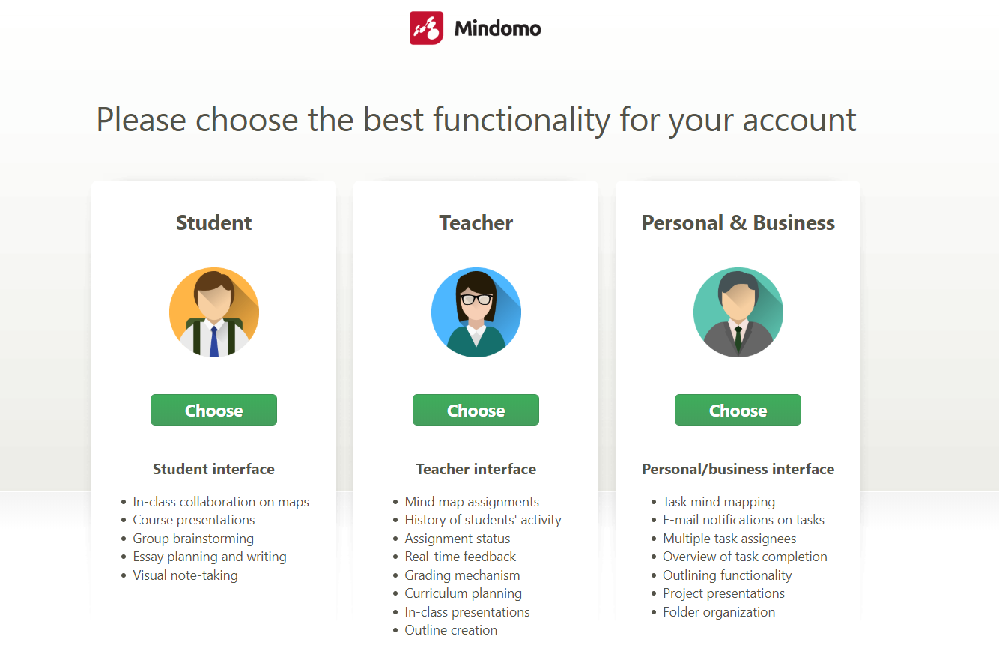 Mindomo
Please choose the best functionality for your account
Student
Choose
Student interface
In-class collaboration on maps
Course presentations
Group brainstorming
Essay planning and writing
Visual note-taking
Teacher
Choose
Teacher interface
Mind map assignments
History of students' activity
Assignment status
Real-time feedback
Grading mechanism
Curriculum planning
In-class presentations
Outline creation
Personal & Business
Choose
Personal/business interface
Task mind mapping
E-mail notifications on tasks
Multiple task assignees
Overview of task completion
Outlining functionality
Project presentations
Folder organization